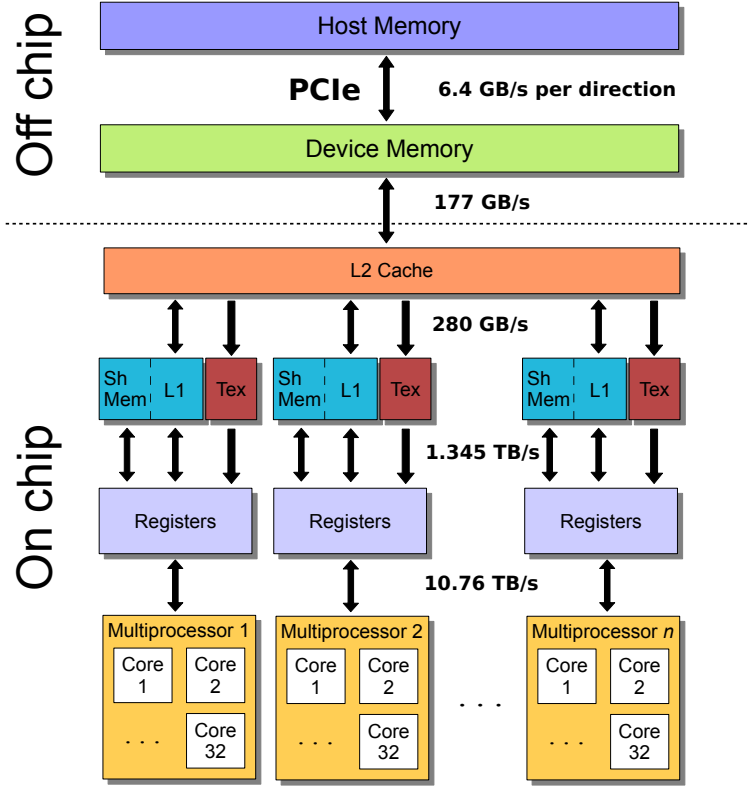 Off chip
Host Memory
PCIe
6.4 GB/s per direction
Device Memory
177 GB/s
On chip
L2 Cache
280 GB/s
Sh
Mem
L1
Tex
Sh
Mem
L1
Tex
Sh
Mem
L1
Tex
1.345 TB/s
Registers
Registers
Registers
10.76 TB/s
Multiprocessor 1
Core
1
Core
2
. . .
Core
32
Multiprocessor 2
Core
1
Core
2
. . .
Core
32
. . .
Multiprocessor n
Core
1
Core
2
. . .
Core
32